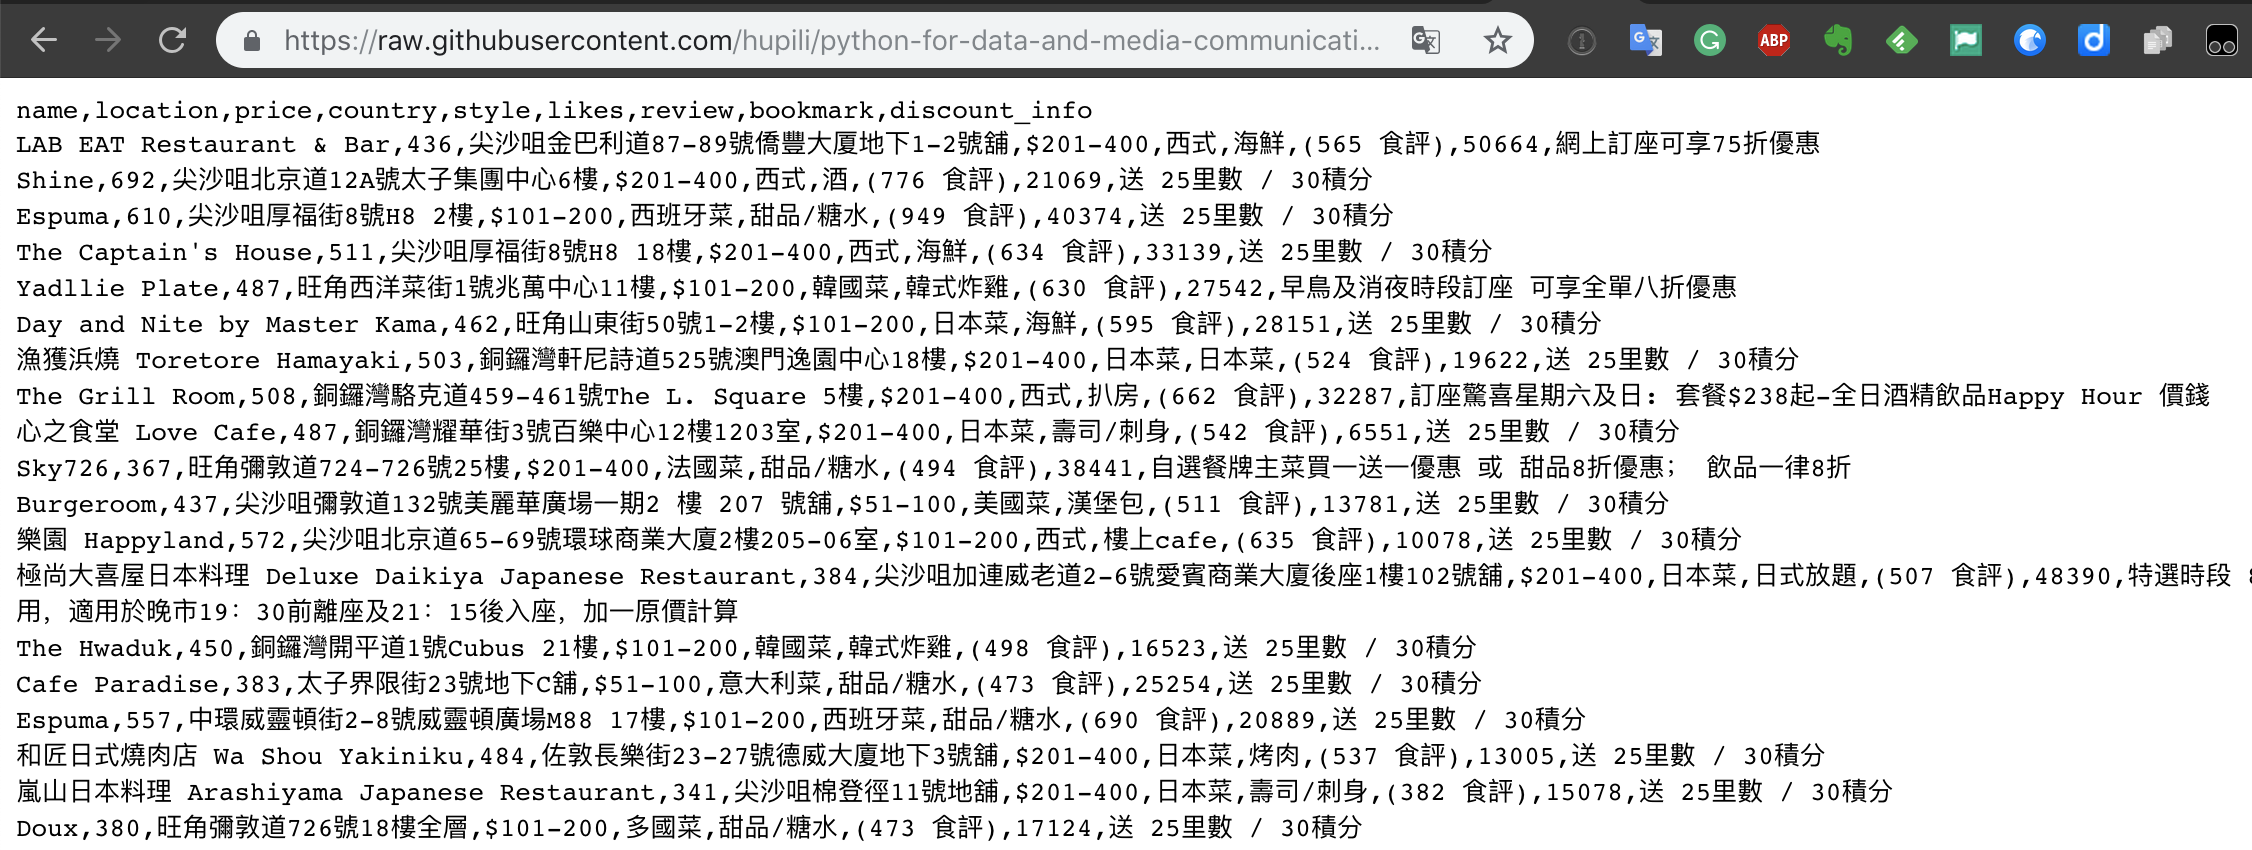 https://raw.githubusercontent.com/hupili/python-for-data-and-media-communicati...
ABP
name,location,price,country,style,likes,review,bookmark,discount_info
LAB EAT Restaurant & Bar,436,尖沙咀金巴利道87-89號僑豐大厦地下1-2號舖,$201-400,西式,海鮮,(565 食評),50664,網上訂座可享75折優惠
Shine,692,尖沙咀北京道12A號太子集團中心6樓,$201-400,西式,酒,(776 食評),21069,送 25里數 / 30積分
Espuma,610,尖沙咀厚福街8號H8 2樓,$101-200,西班牙菜,甜品/糖水,(949 食評),40374,送 25里數 / 30積分
The Captain's House,511,尖沙咀厚福街8號H8 18樓,$201-400,西式,海鮮,(634 食評),33139,送 25里數 / 30積分
Yadllie Plate,487,旺角西洋菜街1號兆萬中心11樓,$101-200,韓國菜,韓式炸雞,(630 食評),27542,早鳥及消夜時段訂座 可享全單八折優惠
Day and Nite by Master Kama,462,旺角山東街50號1-2樓,$101-200,日本菜,海鮮,(595 食評),28151,送 25里數 / 30積分
漁獲浜燒 Toretore Hamayaki,503,銅鑼灣軒尼詩道525號澳門逸園中心18樓,$201-400,日本菜,日本菜,(524 食評),19622,送 25里數 / 30積分
The Grill Room,508,銅鑼灣駱克道459-461號The L. Square 5樓,$201-400,西式,扒房,(662 食評),32287,訂座驚喜星期六及日: 套餐$238起-全日酒精飲品Happy Hour 價錢
心之食堂 Love Cafe,487,銅鑼灣耀華街3號百樂中心12樓1203室,$201-400,日本菜,壽司/刺身,(542 食評),6551,送 25里數 / 30積分
Sky726,367,旺角彌敦道724-726號25樓,$201-400,法國菜,甜品/糖水,(494 食評),38441,自選餐牌主菜買一送一優惠 或 甜品8折優惠; 飲品一律8折
Burgeroom,437,尖沙咀彌敦道132號美麗華廣場一期2 樓 207 號舖,$51-100,美國菜,漢堡包,(511 食評),13781,送 25里數 / 30積分
樂園 Happyland,572,尖沙咀北京道65-69號環球商業大廈2樓205-06室,$101-200,西式,樓上cafe,(635 食評),10078,送 25里數 / 30積分
極尚大喜屋日本料理 Deluxe Daikiya Japanese Restaurant,384,尖沙咀加連威老道2-6號愛賓商業大廈後座1樓102號舖,$201-400,日本菜,日式放題,(507 食評),48390,特選時段
用，適用於晚市19：30前離座及21：15後入座，加一原價計算
The Hwaduk,450,銅鑼灣開平道1號Cubus 21樓,$101-200,韓國菜,韓式炸雞,(498 食評),16523,送 25里數 / 30積分
Cafe Paradise,383,太子界限街23號地下C舖,$51-100,意大利菜,甜品/糖水,(473 食評),25254,送 25里數 / 30積分
Espuma,557,中環威靈頓街2-8號威靈頓廣場M88 17樓,$101-200,西班牙菜,甜品/糖水,(690 食評),20889,送 25里數 / 30積分
和匠日式燒肉店 Wa Shou Yakiniku,484,佐敦長樂街23-27號德威大廈地下3號舖,$201-400,日本菜,烤肉,(537 食評),13005,送 25里數 / 30積分
嵐山日本料理 Arashiyama Japanese Restaurant,341,尖沙咀棉登徑11號地舖,$201-400,日本菜,壽司/刺身,(382 食評),15078,送 25里數 / 30積分
Doux,380,旺角彌敦道726號18樓全層,$101-200,多國菜,甜品/糖水,(473 食評),17124,送 25里數 / 30積分